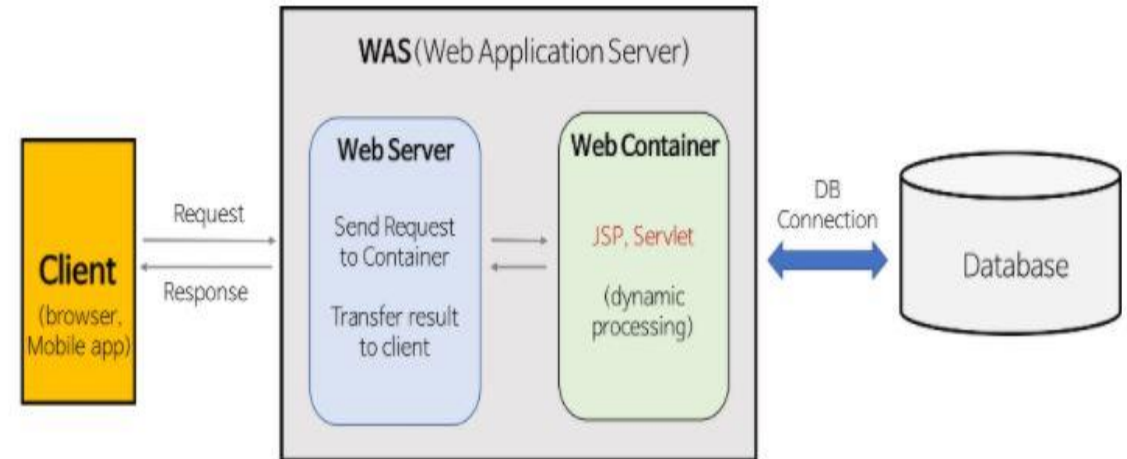 WAS(Web Application Server)
Client
(browser,
Mobile app)
Request
Response
Web Server
Send Request
to Container
Transfer result
to client
Web Container
JSP, Servlet
(dynamic
processing)
DB
Connection
Database